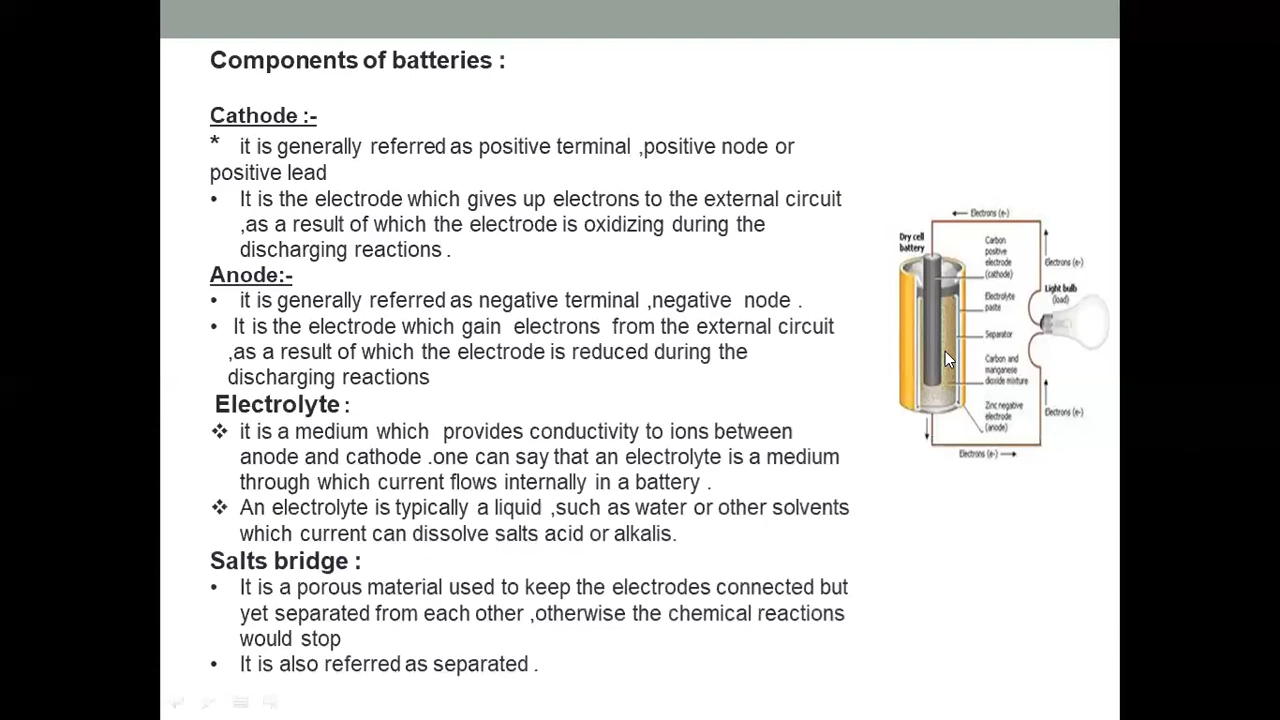 Components of batteries :
Cathode :-
* it is generally referred as positive terminal ,positive node or
positive lead
• It is the electrode which gives up electrons to the external circuit
,as a result of which the electrode is oxidizing during the
discharging reactions .
Anode:-
• it is generally referred as negative terminal ,negative node .
• It is the electrode which gain electrons from the external circuit
,as a result of which the electrode is reduced during the
discharging reactions
Electrolyte :
❖ it is a medium which provides conductivity to ions between
anode and cathode .one can say that an electrolyte is a medium
through which current flows internally in a battery .
❖ An electrolyte is typically a liquid ,such as water or other solvents
which current can dissolve salts acid or alkalis.
Salts bridge :
• It is a porous material used to keep the electrodes connected but
yet separated from each other ,otherwise the chemical reactions
would stop
• It is also referred as separated .
Electrons (e-)
Dry cell
battery
Carbon
positive
electrode
(cathode)
Electrons (e-)
Electrolyte
paste
Light bulb
(load)
Separator
Carbon and
manganese
dioxide mixture
Zinc negative
electrode
(anode)
Electrons (e-)
Electrons (e-)